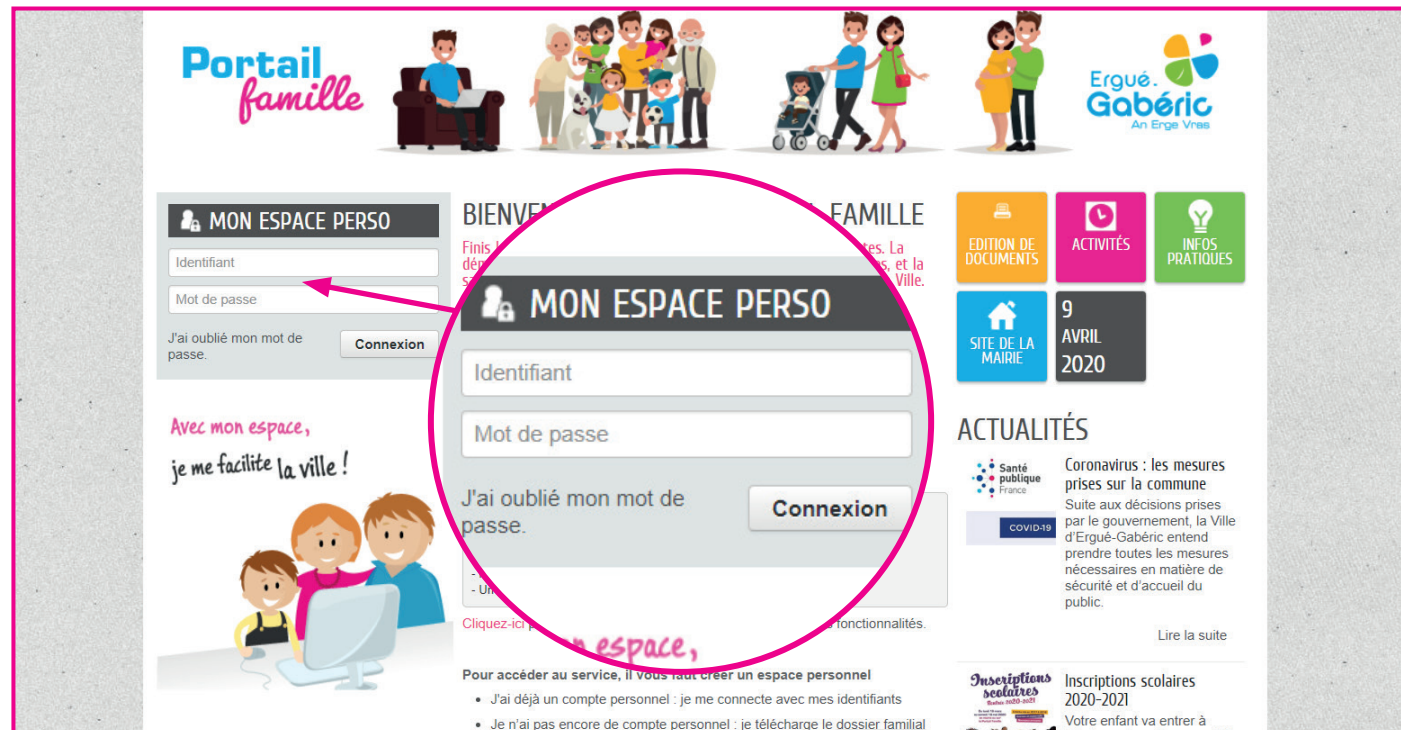 Portail
famille
Ergué.
Gabéric
An Erge Vras
MON ESPACE PERSO
Identifiant
Mot de passe
J'ai oublié mon mot de
passe.
Connexion
Avec mon espace,
je me facilite la ville !
BIENVE FAMILLE
Finis La
et la
Ville.
MON ESPACE PERSO
Identifiant
Mot de passe
J'ai oublié mon mot de
passe.
Connexion
Cliquez-ici fonctionnalités.
espace,
Pour accéder au service, il vous faut créer un espace personnel
• J'ai déjà un compte personnel : je me connecte avec mes identifiants
• Je n'ai pas encore de compte personnel : je télécharge le dossier familial
EDITION DE
DOCUMENTS
ACTIVITÉS
INFOS
PRATIQUES
SITE DE LA
MAIRIE
9
AVRIL
2020
ACTUALITÉS
Santé
publique
France
COVID-19
Coronavirus : les mesures
prises sur la commune
Suite aux décisions prises
par le gouvernement, la Ville
d'Ergué-Gabéric entend
prendre toutes les mesures
nécessaires en matière de
sécurité et d'accueil du
public.
Lire la suite
Inscriptions
scolaires
Inscriptions scolaires
2020-2021
Votre enfant va entrer à